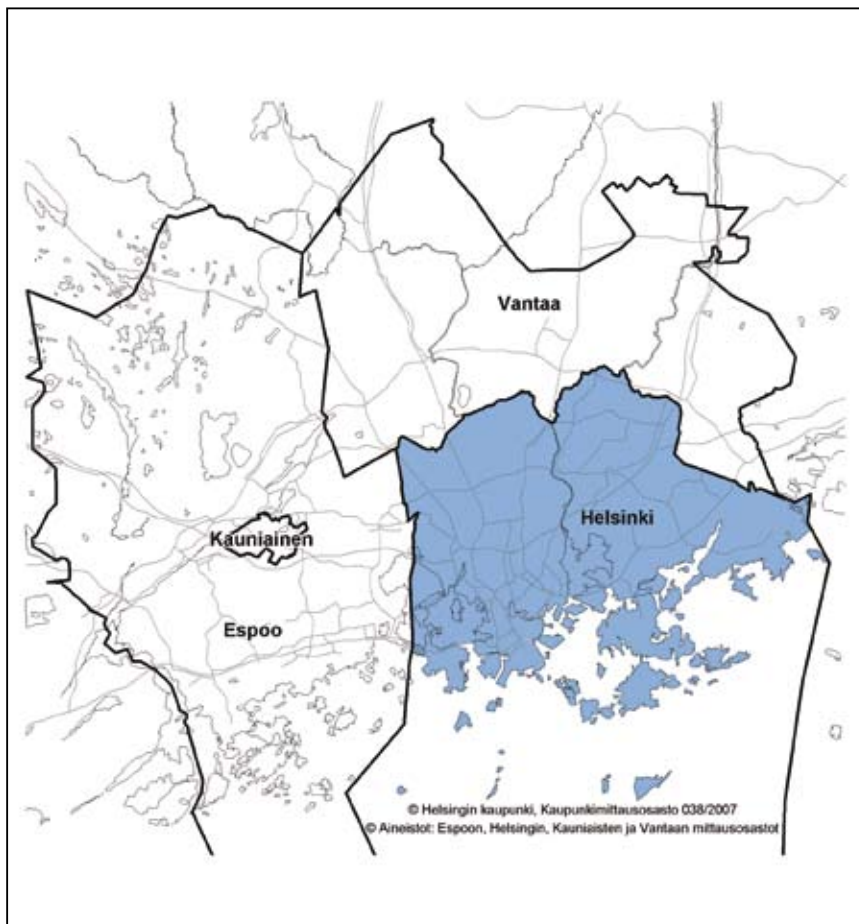 Vantaa
Helsinki
Kauniainen
Espoo
© Helsingin kaupunki, Kaupunkimittausosasto 038/2007
© Aineistot: Espoon, Helsingin, Kauniaisten ja Vantaan mittausosastot